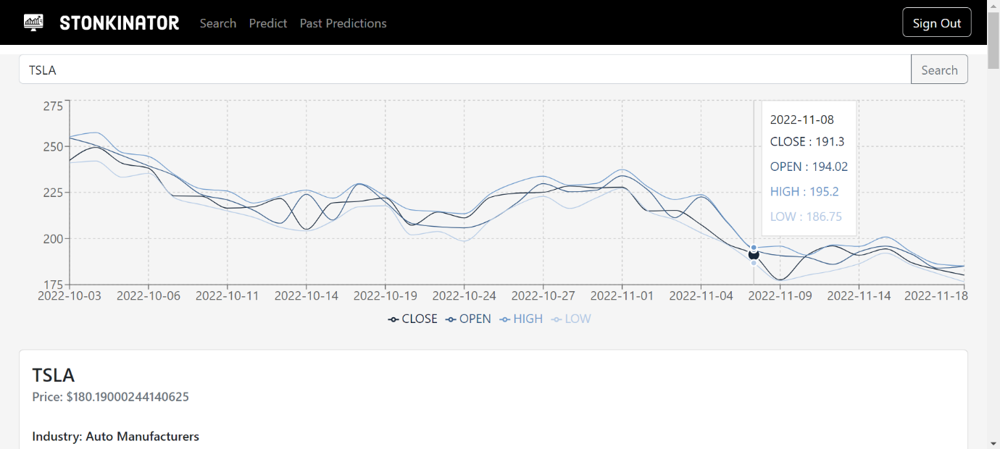 STONKINATOR Search Predict Past Predictions Sign Out
TSLA Search
275
250
225
200
175
2022-11-08
CLOSE : 191.3
OPEN : 194.02
HIGH : 195.2
LOW : 186.75
2022-10-03 2022-10-06 2022-10-11 2022-10-14 2022-10-19 2022-10-24 2022-10-27 2022-11-01 2022-11-04 2022-11-09 2022-11-14 2022-11-18
CLOSE OPEN HIGH LOW
TSLA
Price: $180.19000244140625
Industry: Auto Manufacturers